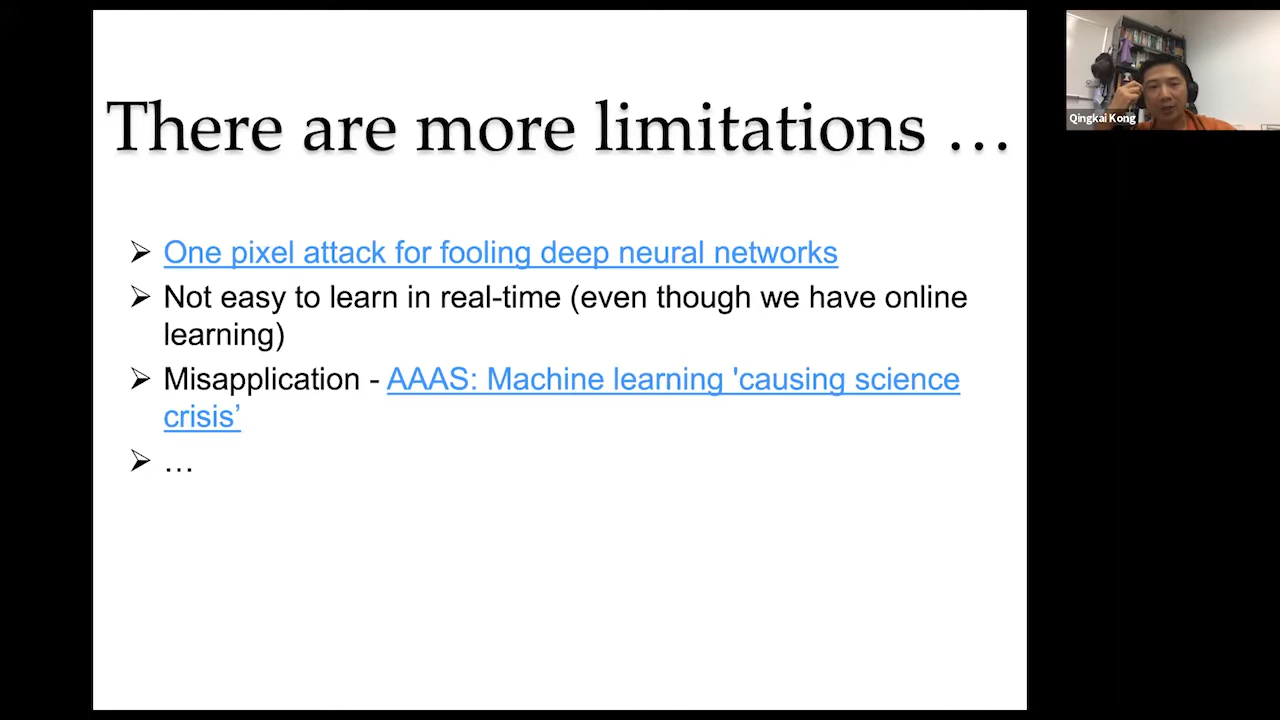 There are more limitations …
➢ One pixel attack for fooling deep neural networks
➢ Not easy to learn in real-time (even though we have online
learning)
➢ Misapplication - AAAS: Machine learning 'causing science
crisis’
➢ …
Qingkai Kong